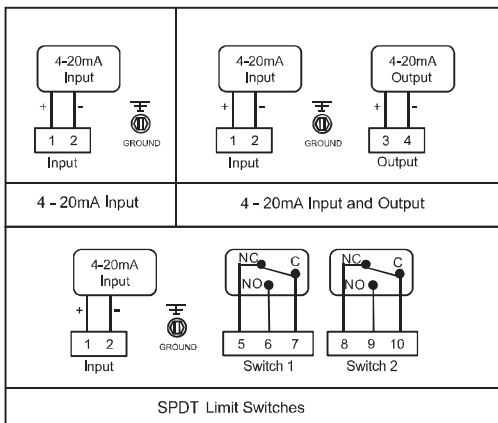 4-20mA
Input
+ -
1 2
Input
GROUND
4 - 20mA Input
4-20mA
Input
+ -
1 2
Input
GROUND
4-20mA
Output
+ -
3 4
Output
4 - 20mA Input and Output
4-20mA
Input
+ -
1 2
Input
GROUND
NC C
NO
5 6 7
Switch 1
NC C
NO
8 9 10
Switch 2
SPDT Limit Switches